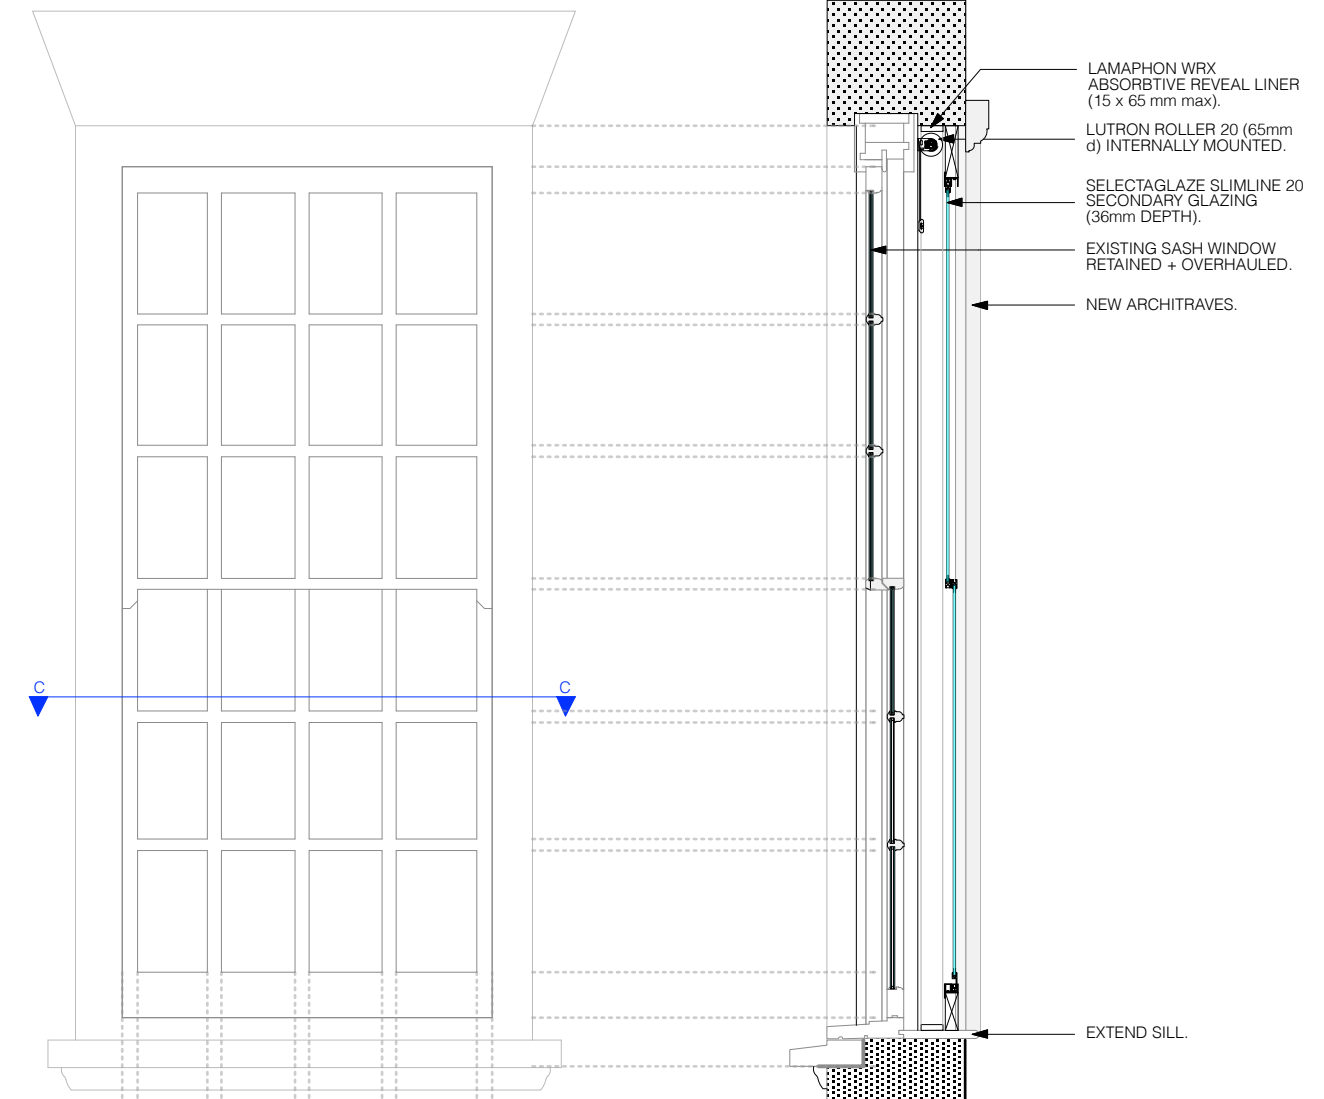 LAMAPHON WRX
ABSORBTIVE REVEAL LINER
(15 x 65 mm max).
LUTRON ROLLER 20 (65mm
d) INTERNALLY MOUNTED.
SELECTAGLAZE SLIMLINE 20
SECONDARY GLAZING
(36mm DEPTH).
EXISTING SASH WINDOW
RETAINED + OVERHAULED.
NEW ARCHITRAVES.
C C
EXTEND SILL.